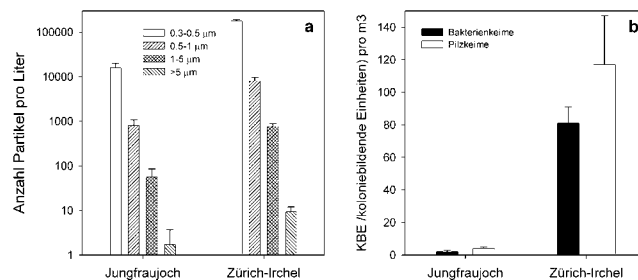 a
Anzahl Partikel pro Liter
100000
10000
1000
100
10
1
0.3-0.5 µm
0.5-1 µm
1-5 µm
>5 µm
Jungfraujoch
Zürich-Irchel
b
KBE /koloniebildende Einheiten) pro m3
140
120
100
80
60
40
20
0
Bakterienkeime
Pilzkeime
Jungfraujoch
Zürich-Irchel